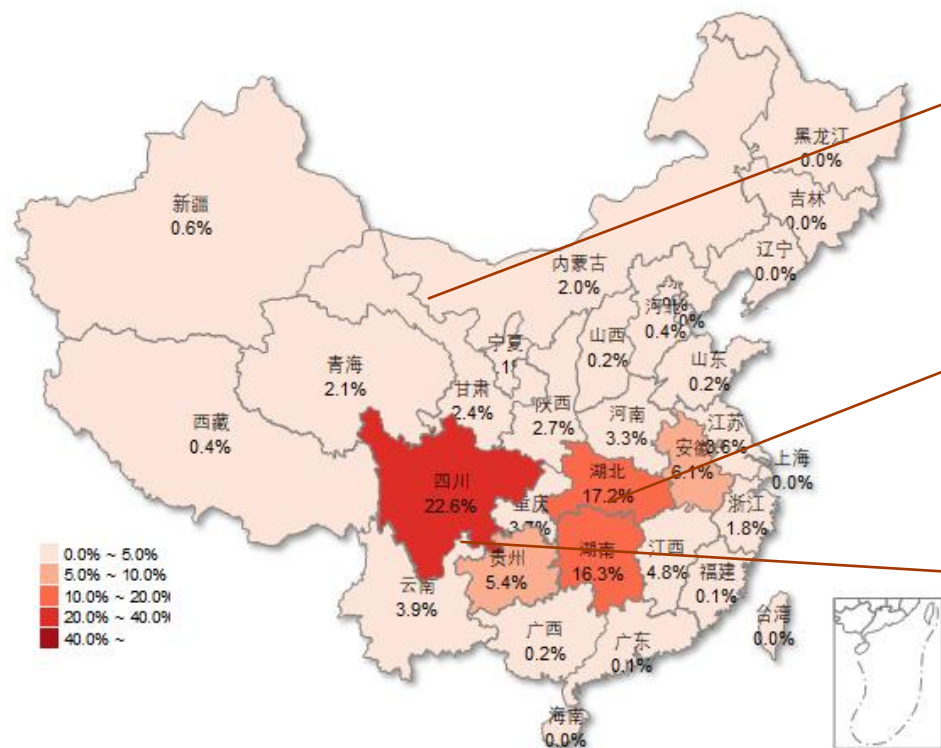 黑龙江
0.0%
吉林
0.0%
辽宁
0.0%
新疆
0.6%
内蒙古
2.0%
河北
0.4%
山西
0.2%
宁夏
山东
0.2%
青海
2.1%
甘肃
2.4%
陕西
2.7%
河南
3.3%
江苏
3.6%
西藏
0.4%
安徽
6.1%
上海
0.0%
四川
22.6%
湖北
17.2%
重庆
3.7%
浙江
1.8%
贵州
5.4%
湖南
16.3%
江西
4.8%
福建
0.1%
云南
3.9%
台湾
0.0%
广西
0.2%
广东
0.1%
海南
0.0%
0.0% ~ 5.0%
5.0% ~ 10.0%
10.0% ~ 20.0%
20.0% ~ 40.0%
40.0% ~